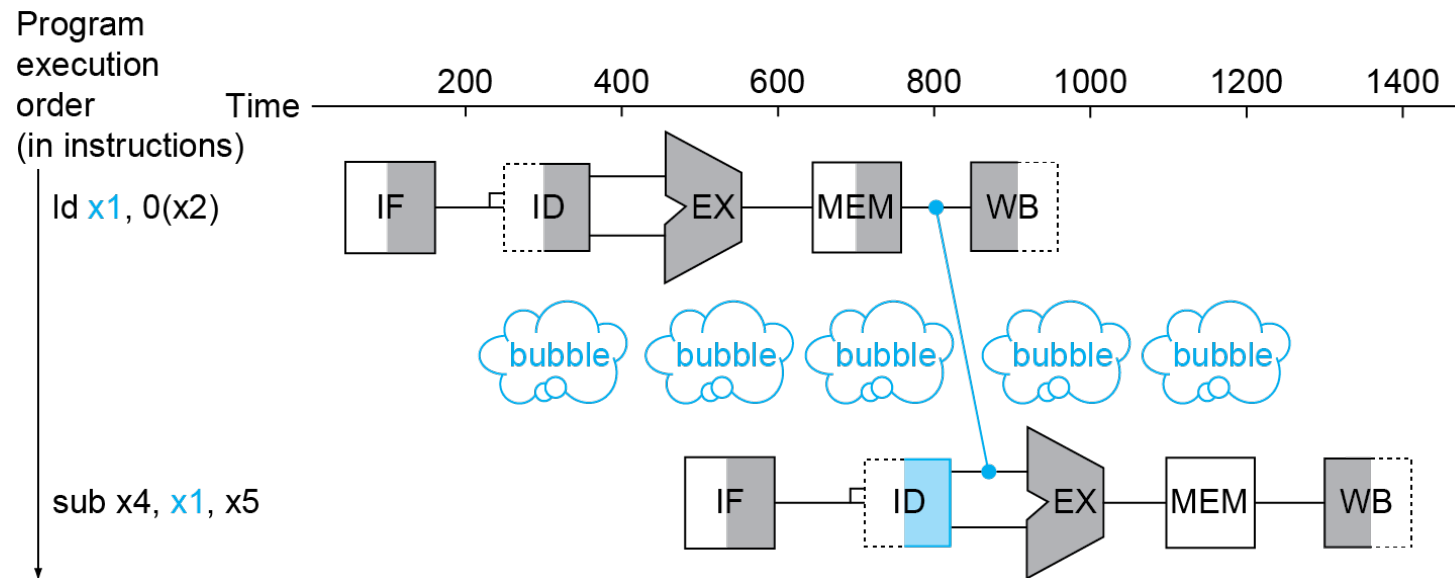 Program
execution
order
(in instructions)
Time
200 400 600 800 1000 1200 1400
ld x1, 0(x2)
IF ID EX MEM WB
bubble bubble bubble bubble bubble
sub x4, x1, x5
IF ID EX MEM WB